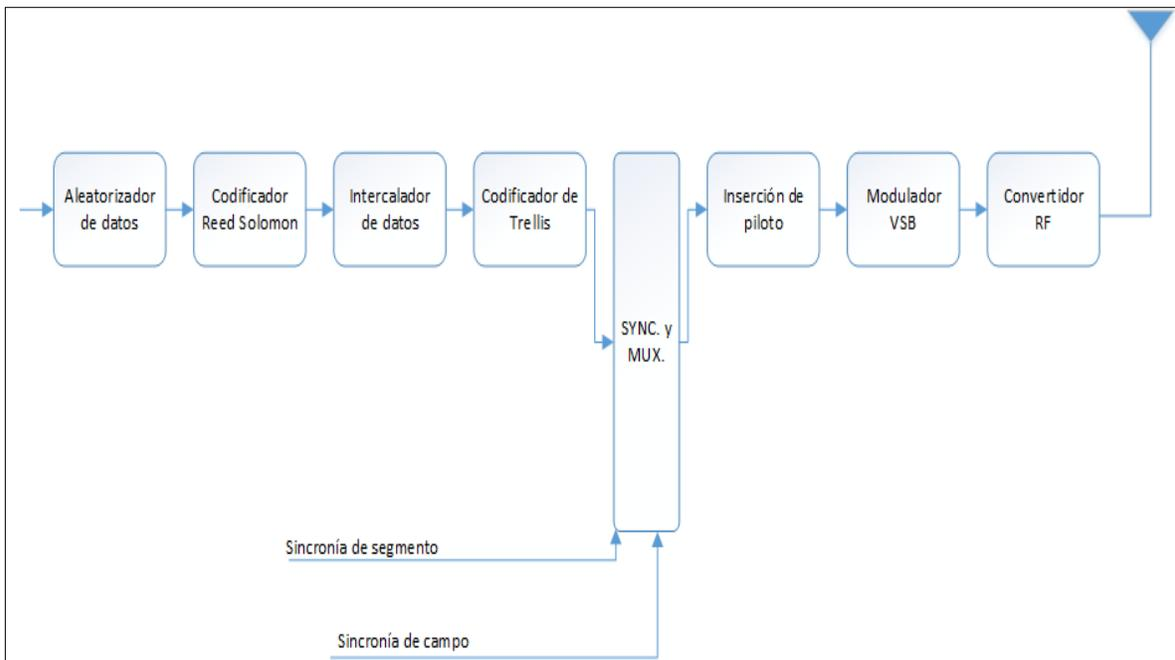 Aleatorizador
de datos
Codificador
Reed Solomon
Intercalador
de datos
Codificador de
Trellis
SYNC. y
MUX.
Inserción de
piloto
Modulador
VSB
Convertidor
RF
Sincronía de segmento
Sincronía de campo